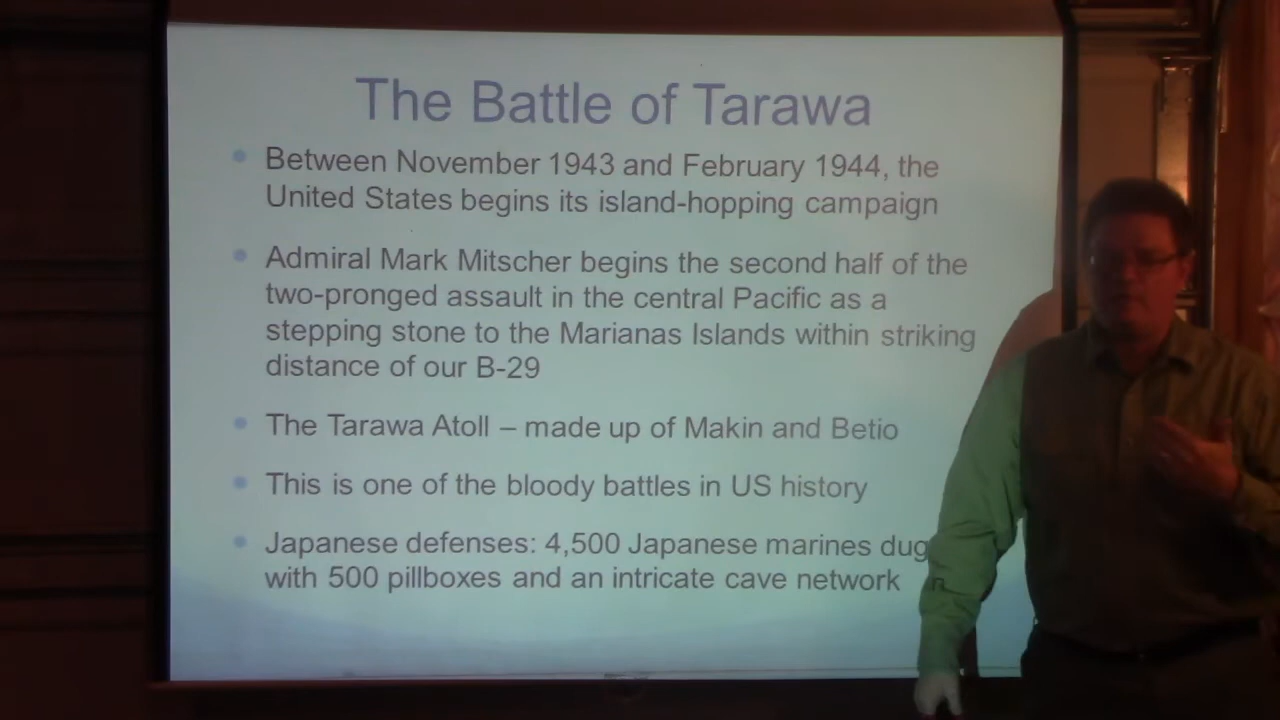 The Battle of Tarawa
Between November 1943 and February 1944, the
United States begins its island-hopping campaign
Admiral Mark Mitscher begins the second half of the
two-pronged assault in the central Pacific as a
stepping stone to the Marianas Islands within striking
distance of our B-29
The Tarawa Atoll – made up of Makin and Betio
This is one of the bloody battles in US history
Japanese defenses: 4,500 Japanese marines dug
with 500 pillboxes and an intricate cave network